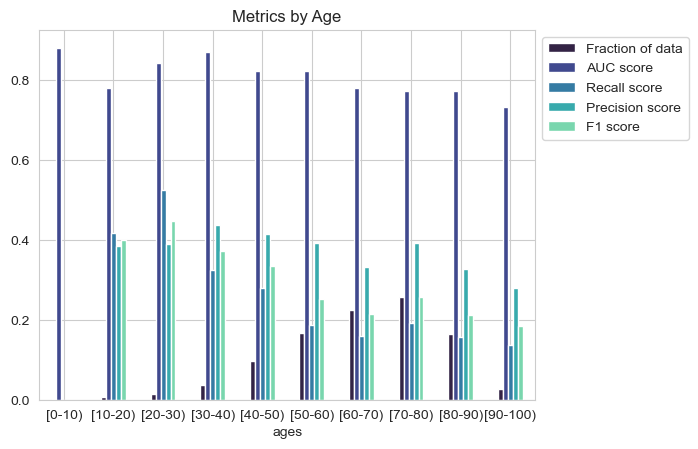 Metrics by Age
Fraction of data
AUC score
Recall score
Precision score
F1 score
0.8
0.6
0.4
0.2
0.0
[0-10) [10-20) [20-30) [30-40) [40-50) [50-60) [60-70) [70-80) [80-90) [90-100)
ages